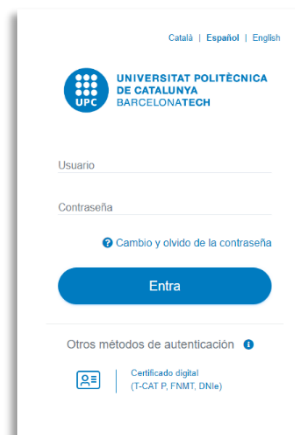 Català | Español | English
UNIVERSITAT POLITÈCNICA
DE CATALUNYA
BARCELONATECH
UPC
Usuario
Contraseña
Cambio y olvido de la contraseña
Entra
Otros métodos de autenticación
Certificado digital
(T-CAT P, FNMT, DNIe)